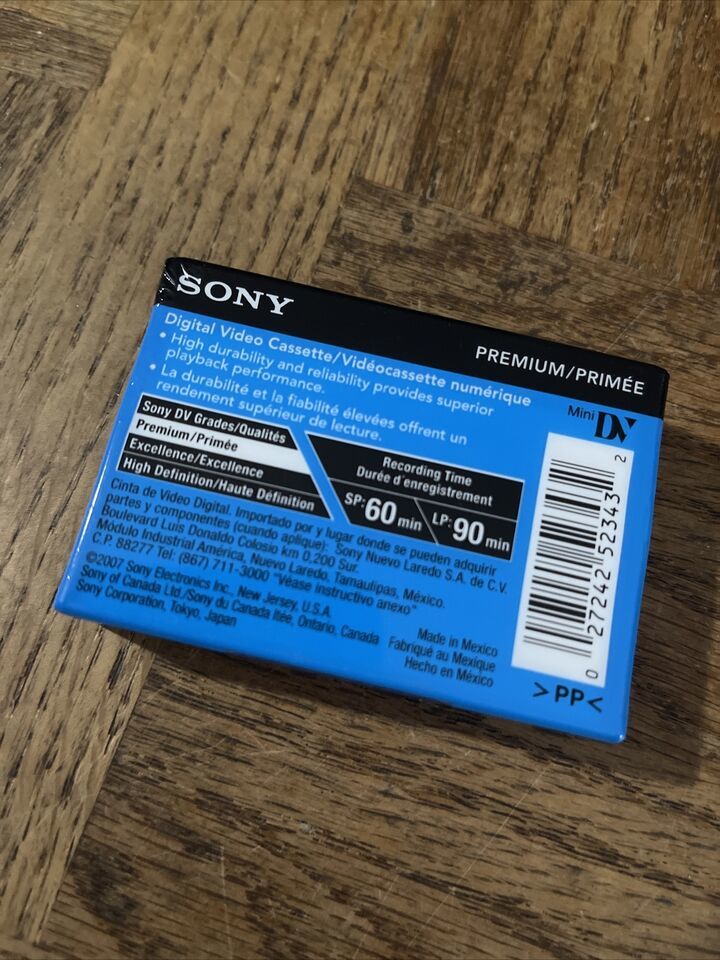 SONY
PREMIUM/PRIMÉE
Digital Video Cassette/Vidéocassette numérique
• High durability and reliability provides superior
playback performance.
• La durabilité et la fiabilité élevées offrent un
rendement supérieur de lecture.
Mini DV
Sony DV Grades/Qualités
Premium/Primée
Excellence/Excellence
High Definition/Haute Définition
Recording Time
Durée d'enregistrement
SP: 60 min
LP: 90 min
Cinta de Video Digital. Importado por y lugar donde se pueden adquirir
partes y componentes (cuando aplique): Sony Nuevo Laredo S.A. de C.V.
Boulevard Luis Donaldo Colosio km 0,200 Sur.
Módulo Industrial América, Nuevo Laredo, Tamaulipas, México.
C.P. 88277 Tel: (867) 711-3000 "Véase instructivo anexo"
©2007 Sony Electronics Inc., New Jersey, U.S.A.
Sony of Canada Ltd./Sony du Canada ltée, Ontario, Canada
Sony Corporation, Tokyo, Japan
Made in Mexico
Fabriqué au Mexique
Hecho en México
0 27242 52343 2
>PP<